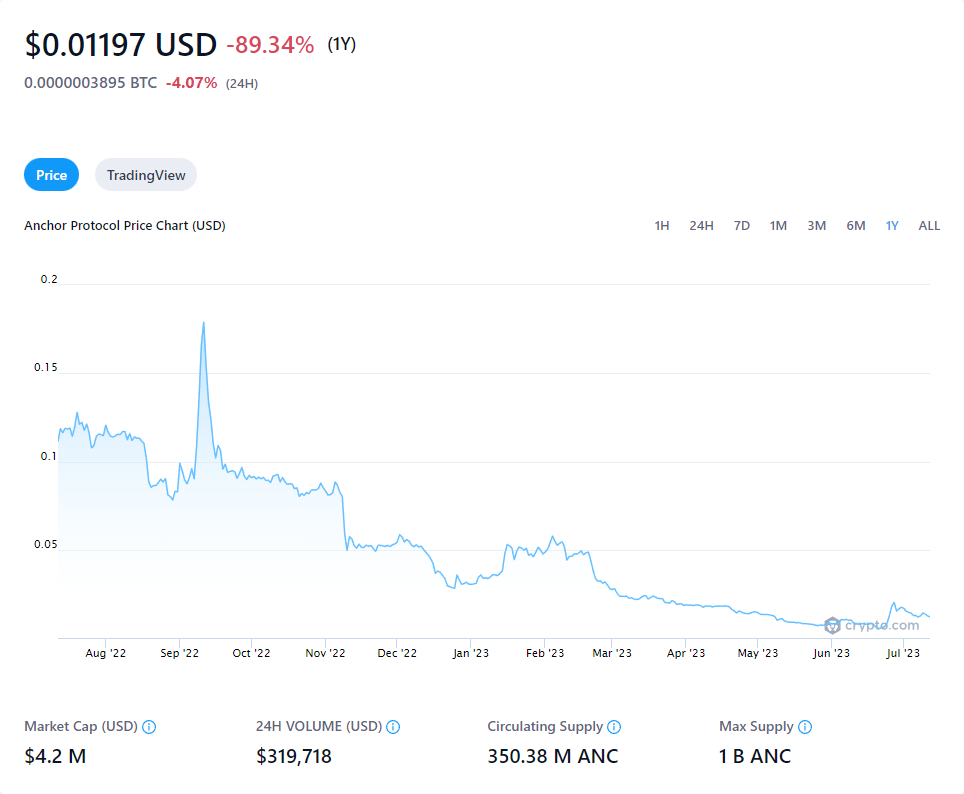 $0.01197 USD -89.34% (1Y)
0.0000003895 BTC -4.07% (24H)
Price TradingView
Anchor Protocol Price Chart (USD) 1H 24H 7D 1M 3M 6M 1Y ALL
0.2
0.15
0.1
0.05
crypto.com
Aug '22 Sep '22 Oct '22 Nov '22 Dec '22 Jan '23 Feb '23 Mar '23 Apr '23 May '23 Jun '23 Jul '23
Market Cap (USD) 24H VOLUME (USD) Circulating Supply Max Supply
$4.2 M $319,718 350.38 M ANC 1 B ANC